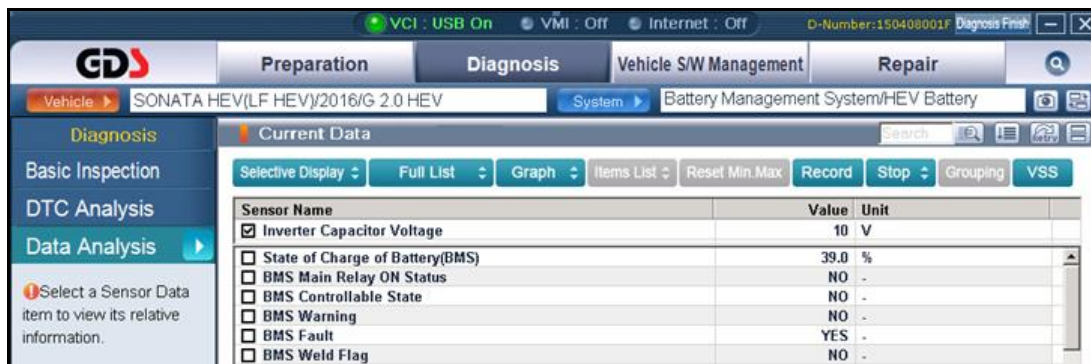 VCI : USB On VMI : Off Internet : Off D-Number:150408001F Diagnosis Finish
GDS Preparation Diagnosis Vehicle S/W Management Repair
Vehicle SONATA HEV(LF HEV)/2016/G 2.0 HEV System Battery Management System/HEV Battery
Diagnosis Current Data Search Retry
Basic Inspection Selective Display Full List Graph Items List Reset Min.Max Record Stop Grouping VSS
DTC Analysis Sensor Name Value Unit
Inverter Capacitor Voltage 10 V
Data Analysis State of Charge of Battery(BMS) 39.0 %
BMS Main Relay ON Status NO -
Select a Sensor Data BMS Controllable State NO -
item to view its relative BMS Warning NO -
information. BMS Fault YES -
BMS Weld Flag NO -